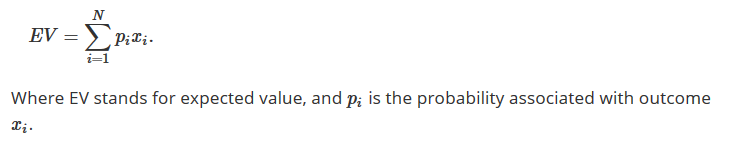 EV = \sum_{i=1}^{N} p_i x_i.
Where EV stands for expected value, and p_i is the probability associated with outcome
x_i.